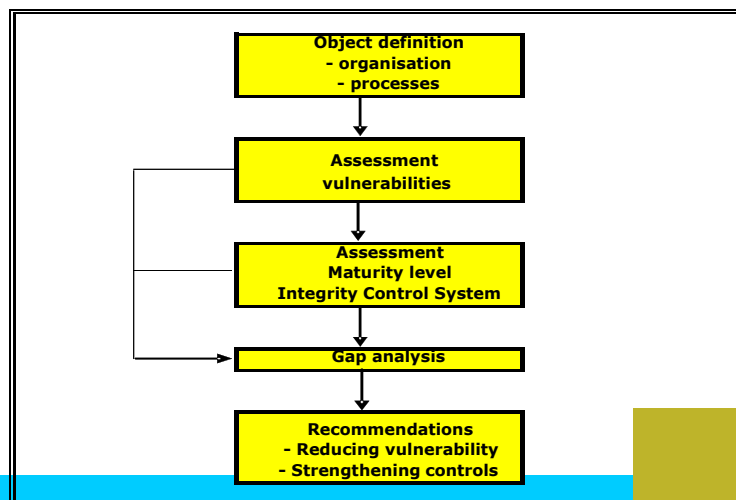 Object definition
- organisation
- processes
Assessment
vulnerabilities
Assessment
Maturity level
Integrity Control System
Gap analysis
Recommendations
- Reducing vulnerability
- Strengthening controls